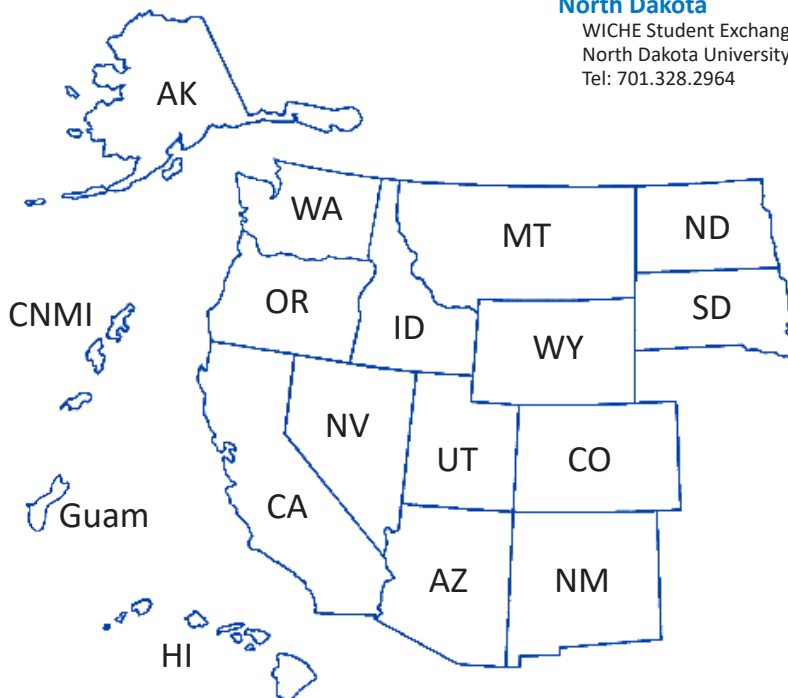 North Dakota
WICHE Student Exchang
North Dakota University
Tel: 701.328.2964
AK
WA
MT
ND
OR
ID
SD
CNMI
WY
NV
UT
CO
CA
Guam
AZ
NM
HI